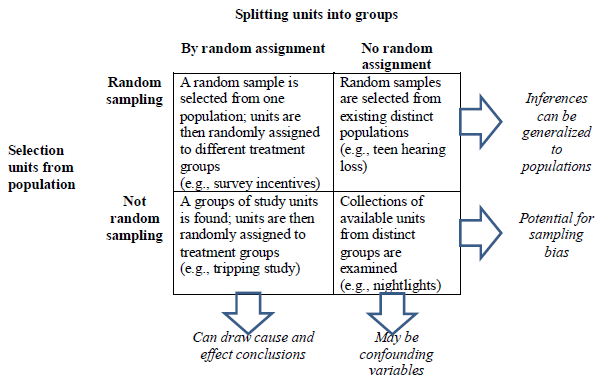 Splitting units into groups
By random assignment
No random
assignment
Selection
units from
population
Random
sampling
A random sample is
selected from one
population; units are
then randomly assigned
to different treatment
groups
(e.g., survey incentives)
Random samples
are selected from
existing distinct
populations
(e.g., teen hearing
loss)
Inferences
can be
generalized
to
populations
Not
random
sampling
A groups of study units
is found; units are then
randomly assigned to
treatment groups
(e.g., tripping study)
Collections of
available units
from distinct
groups are
examined
(e.g., nightlights)
Potential for
sampling
bias
Can draw cause and
effect conclusions
May be
confounding
variables